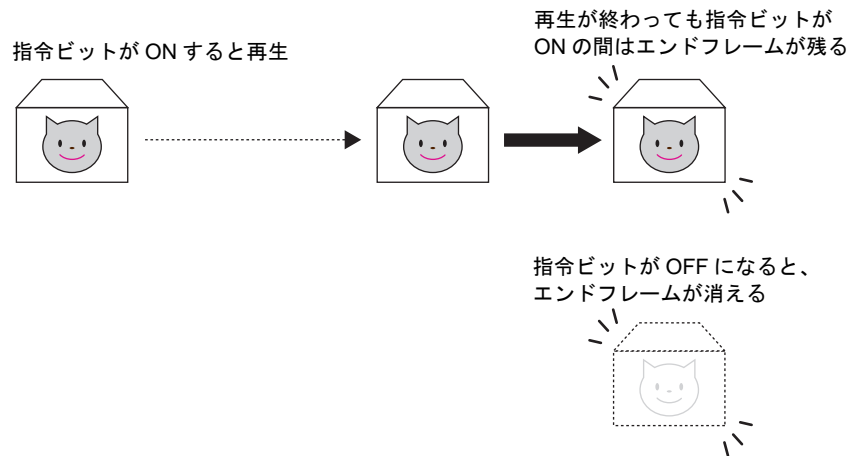 指令ビットが ON すると再生
再生が終わっても指令ビットが
ON の間はエンドフレームが残る
指令ビットが OFF になると、
エンドフレームが消える